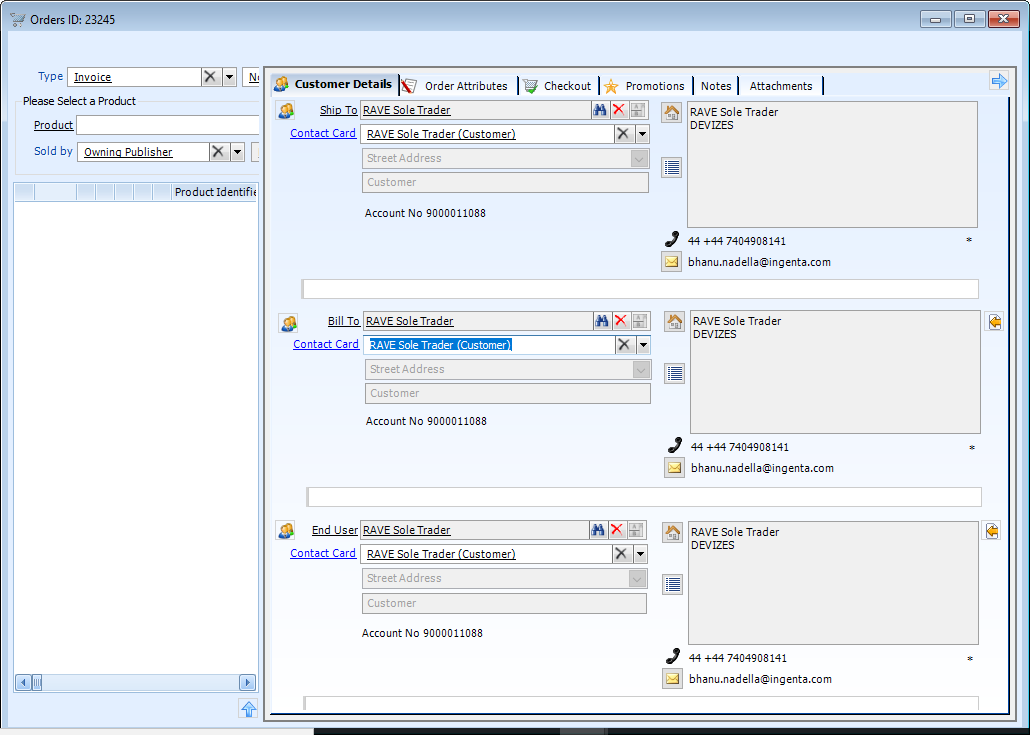 Orders ID: 23245
Type Invoice
Please Select a Product
Product
Sold by Owning Publisher
Product Identifie
Customer Details Order Attributes Checkout Promotions Notes Attachments
Ship To RAVE Sole Trader
Contact Card RAVE Sole Trader (Customer)
Street Address
Customer
Account No 9000011088
RAVE Sole Trader
DEVIZES
44 +44 7404908141 *
bhanu.nadella@ingenta.com
Bill To RAVE Sole Trader
Contact Card RAVE Sole Trader (Customer)
Street Address
Customer
Account No 9000011088
RAVE Sole Trader
DEVIZES
44 +44 7404908141 *
bhanu.nadella@ingenta.com
End User RAVE Sole Trader
Contact Card RAVE Sole Trader (Customer)
Street Address
Customer
Account No 9000011088
RAVE Sole Trader
DEVIZES
44 +44 7404908141 *
bhanu.nadella@ingenta.com